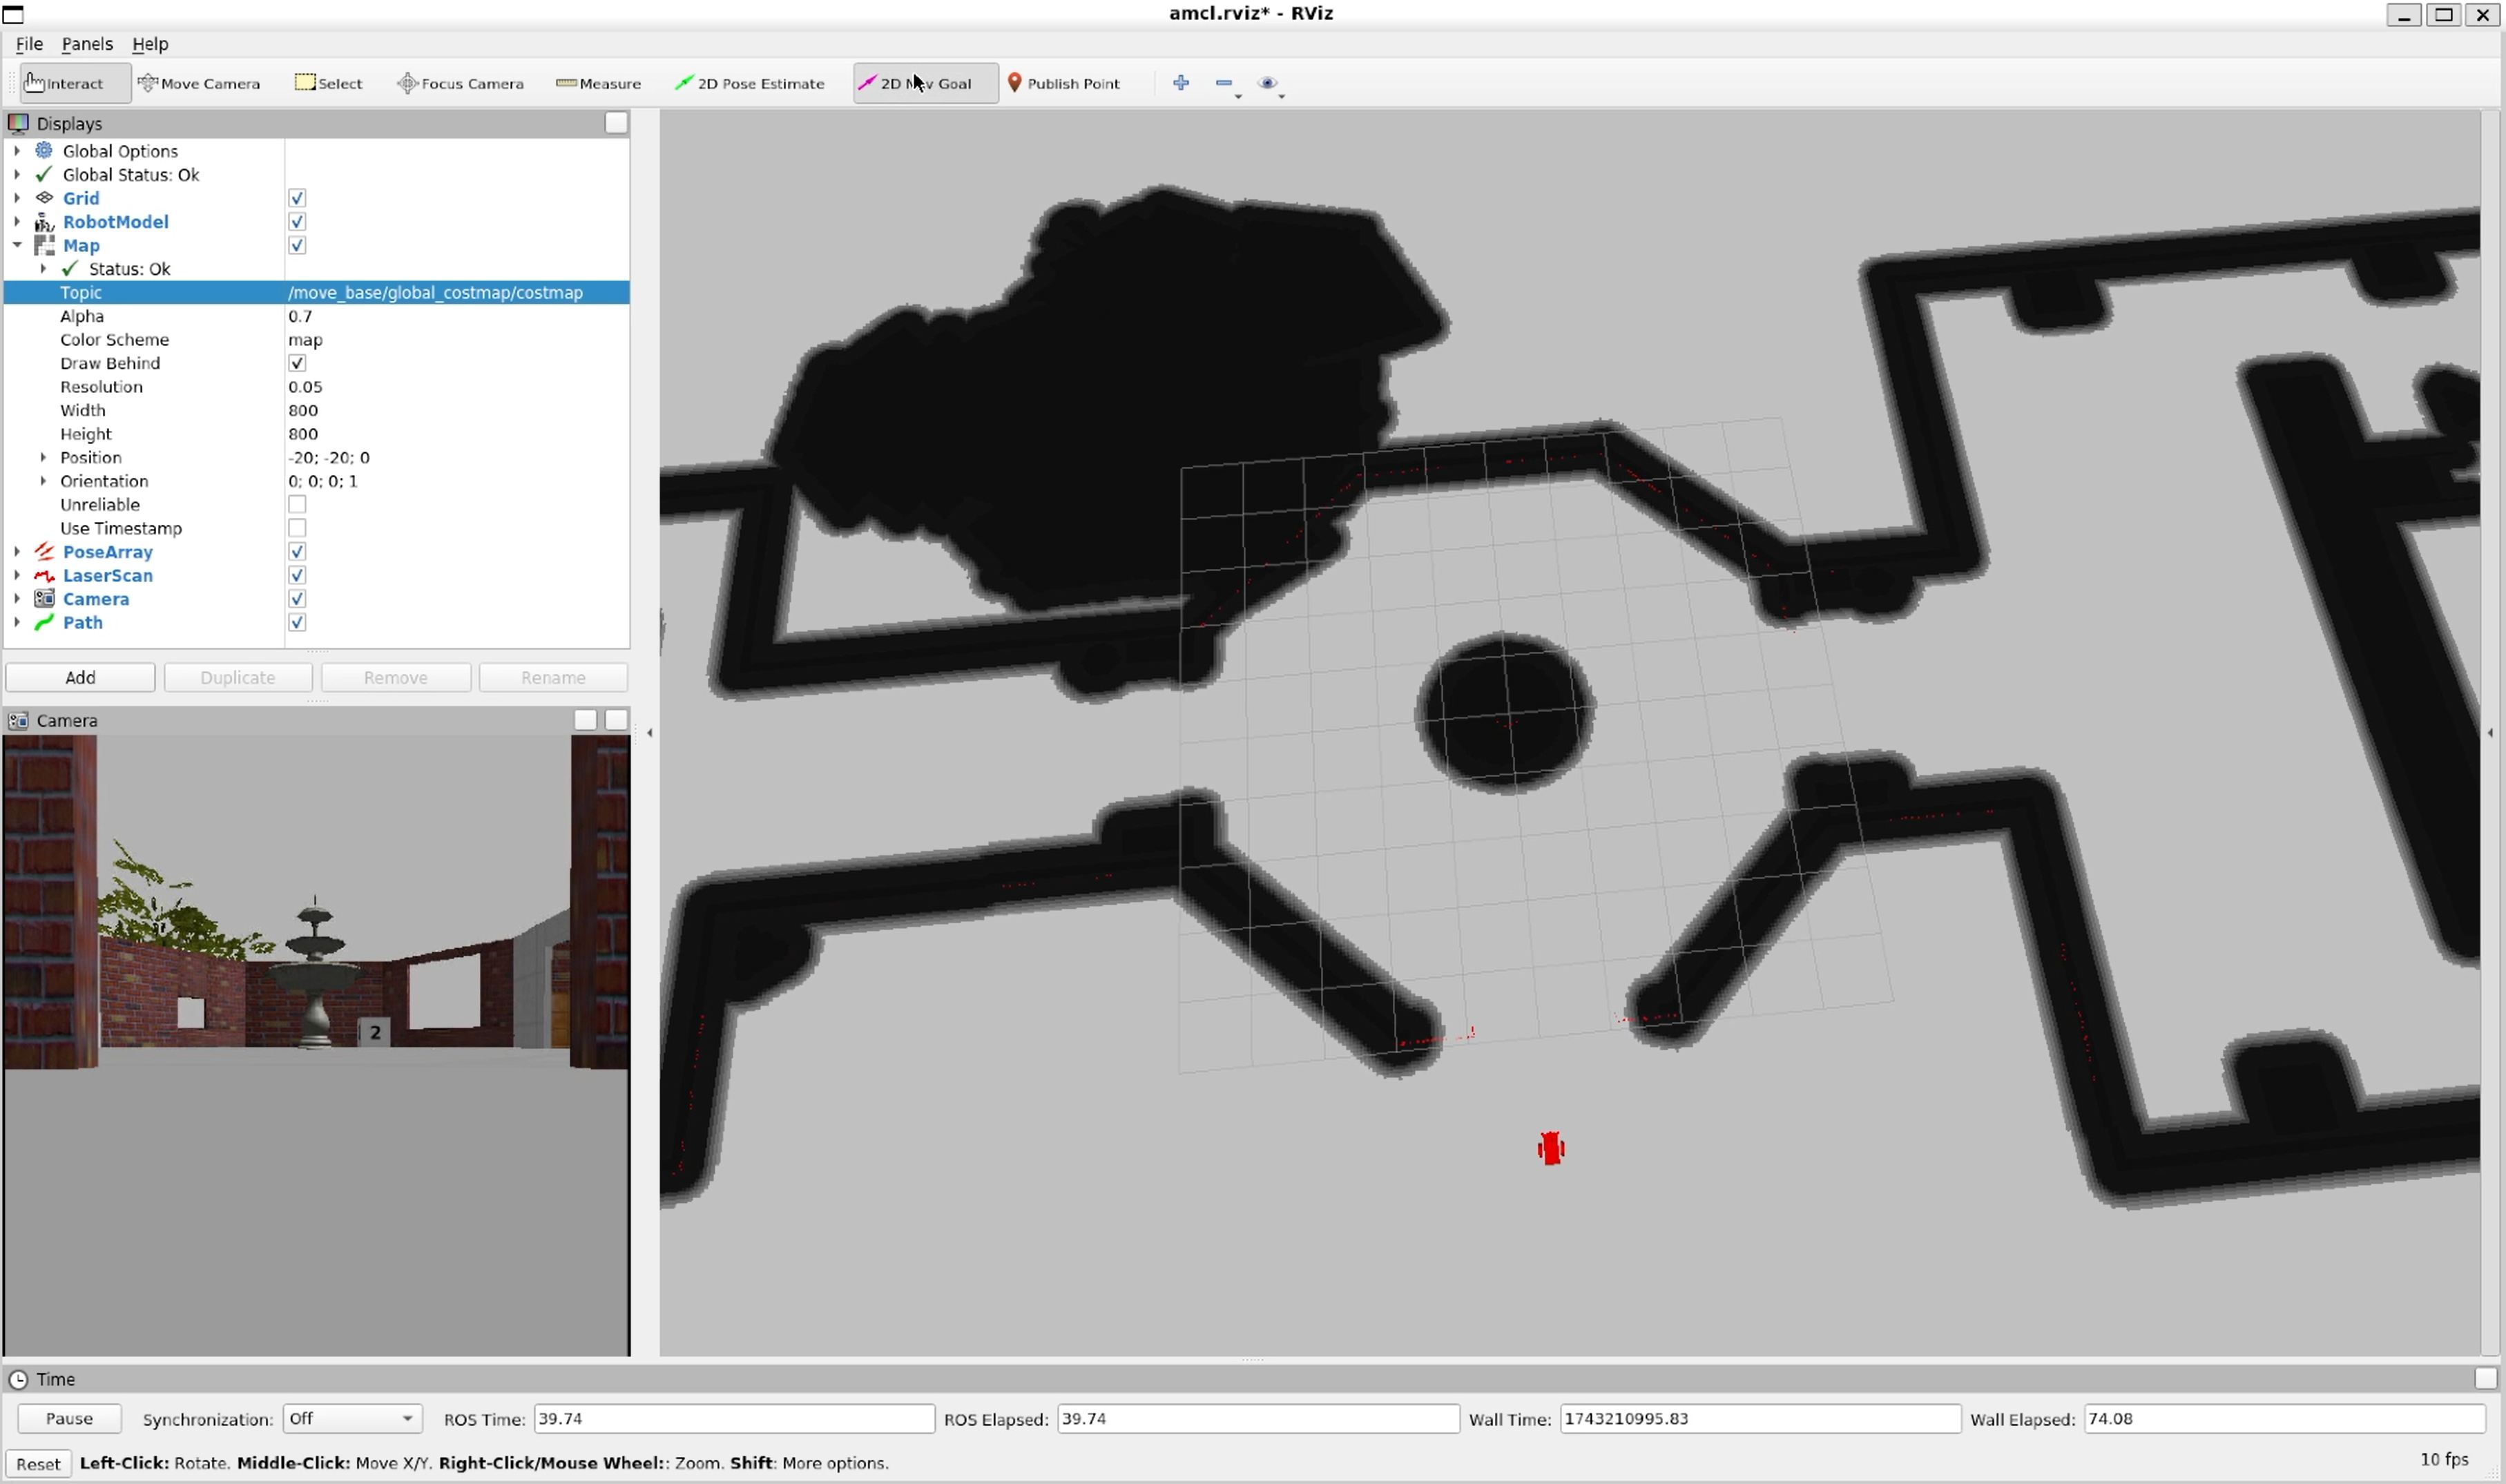 amcl.rviz* - RViz
File Panels Help
Interact Move Camera Select Focus Camera Measure 2D Pose Estimate 2D Nav Goal Publish Point
Displays
Global Options
Global Status: Ok
Grid
RobotModel
Map
Status: Ok
Topic /move_base/global_costmap/costmap
Alpha 0.7
Color Scheme map
Draw Behind
Resolution 0.05
Width 800
Height 800
Position -20; -20; 0
Orientation 0; 0; 0; 1
Unreliable
Use Timestamp
PoseArray
LaserScan
Camera
Path
Add Duplicate Remove Rename
Camera
2
Time
Pause Synchronization: Off ROS Time: 39.74 ROS Elapsed: 39.74 Wall Time: 1743210995.83 Wall Elapsed: 74.08
Reset Left-Click: Rotate. Middle-Click: Move X/Y. Right-Click/Mouse Wheel:: Zoom. Shift: More options. 10 fps